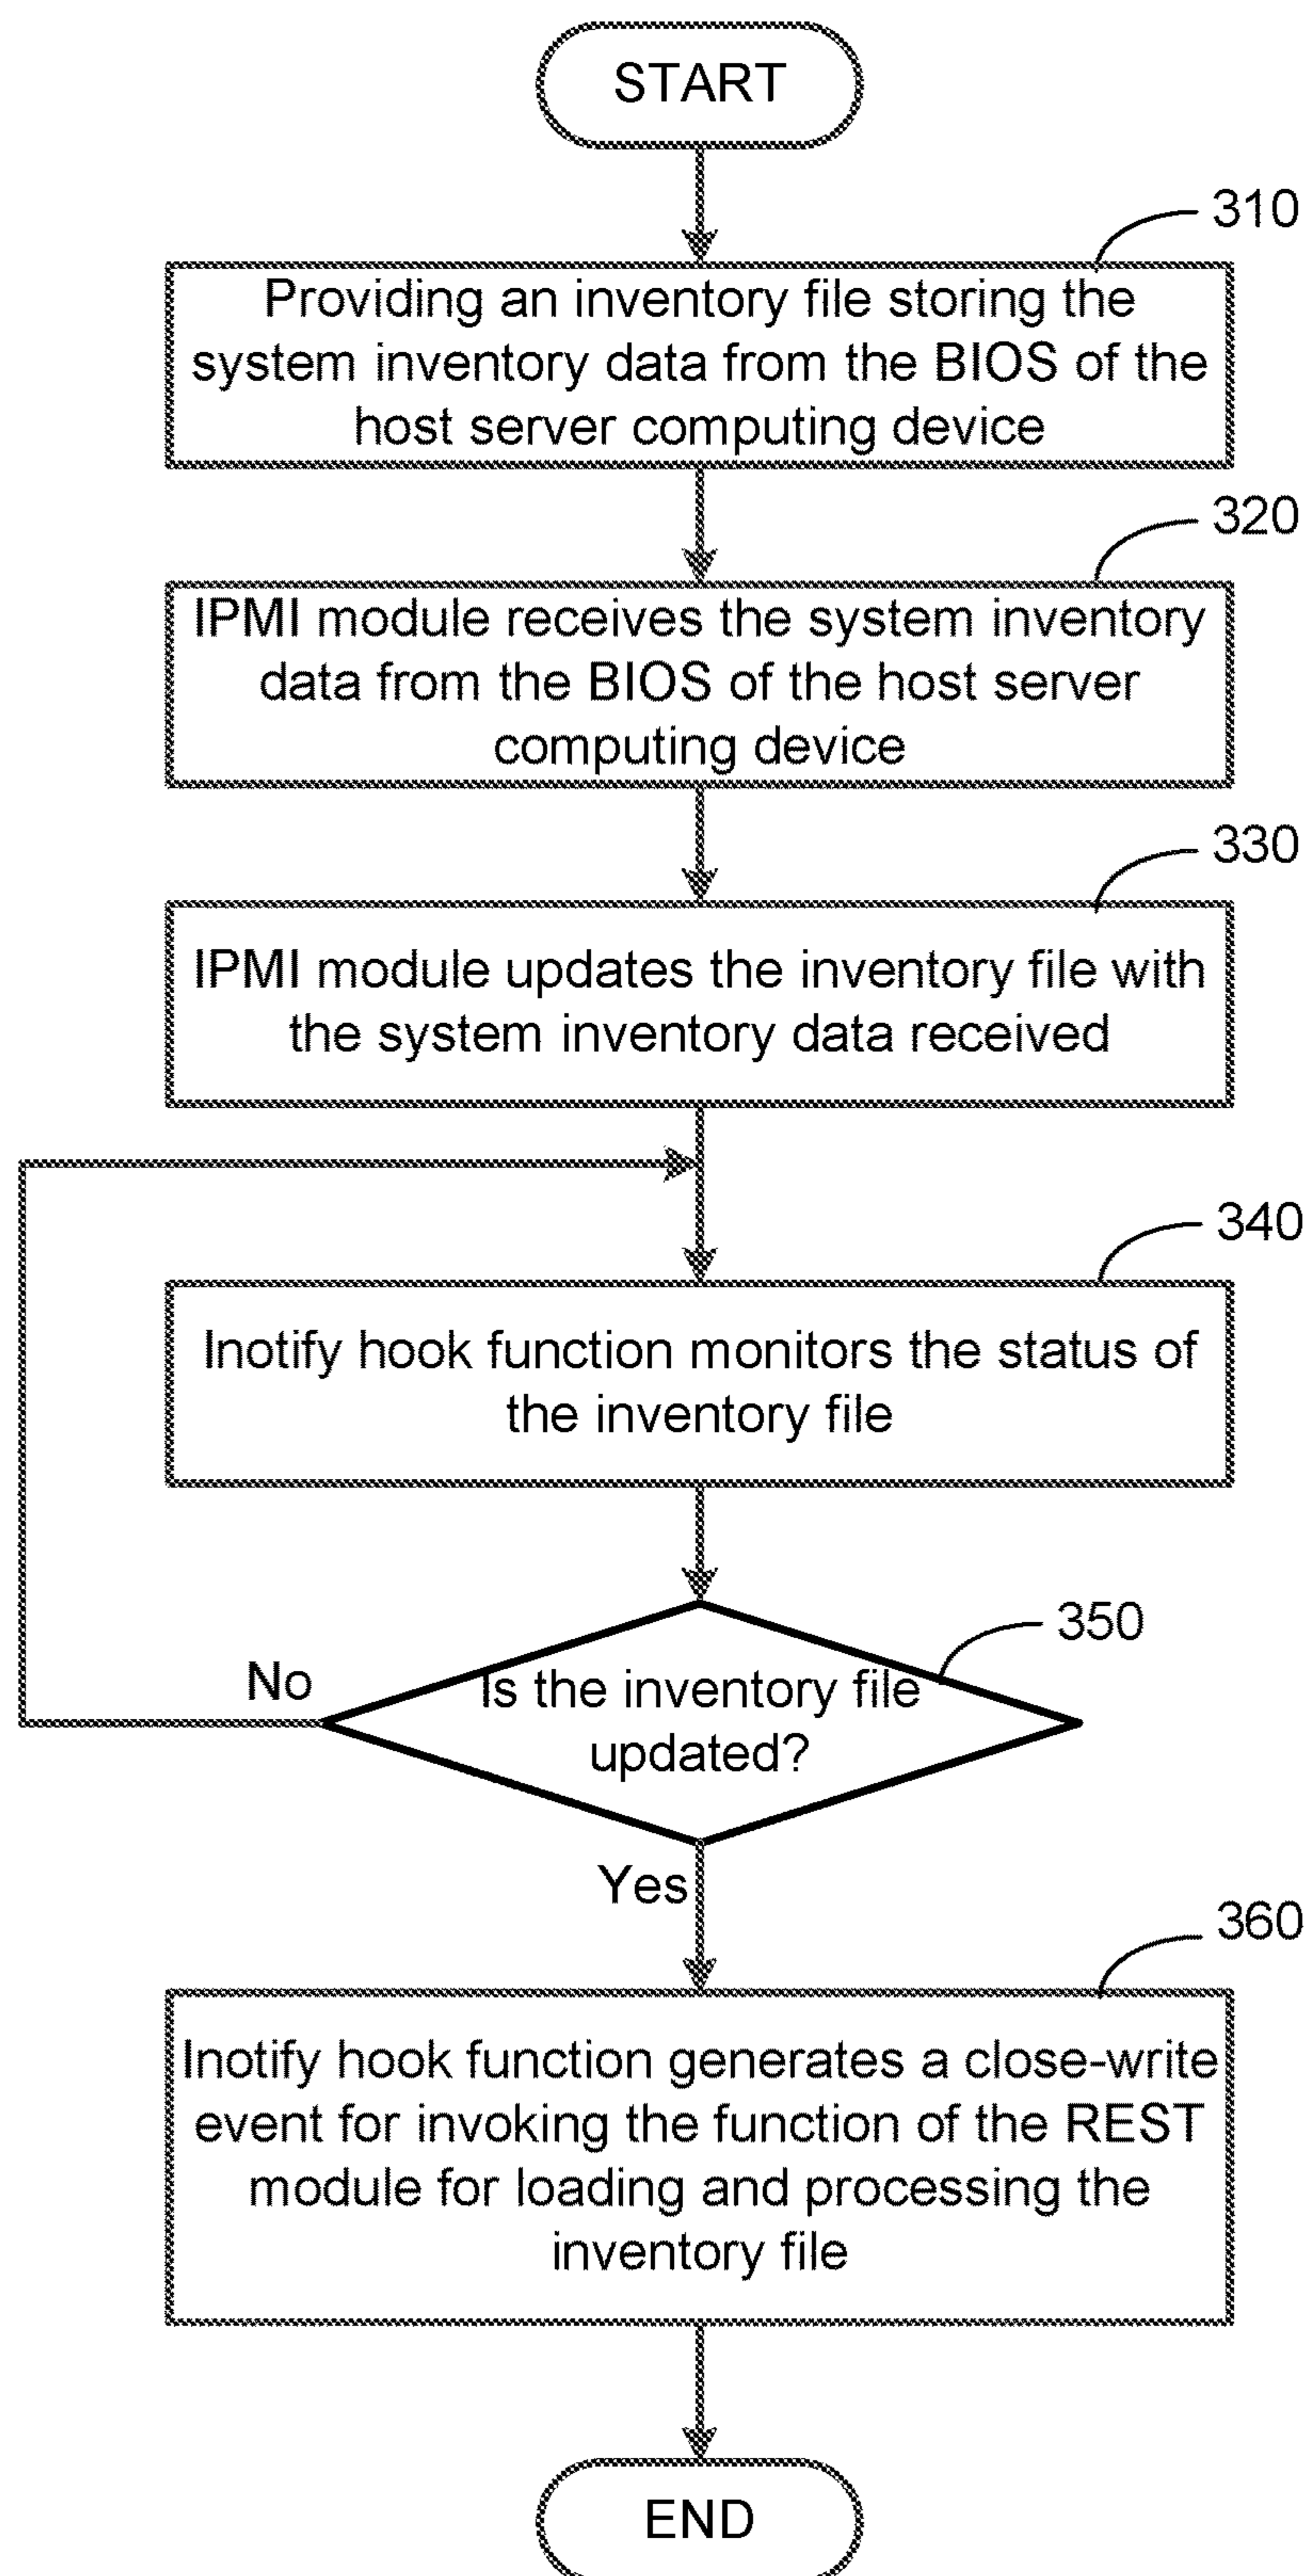 START
310
Providing an inventory file storing the
system inventory data from the BIOS of the
host server computing device
320
IPMI module receives the system inventory
data from the BIOS of the host server
computing device
330
IPMI module updates the inventory file with
the system inventory data received
340
Inotify hook function monitors the status of
the inventory file
350
No
Is the inventory file
updated?
Yes
360
Inotify hook function generates a close-write
event for invoking the function of the REST
module for loading and processing the
inventory file
END